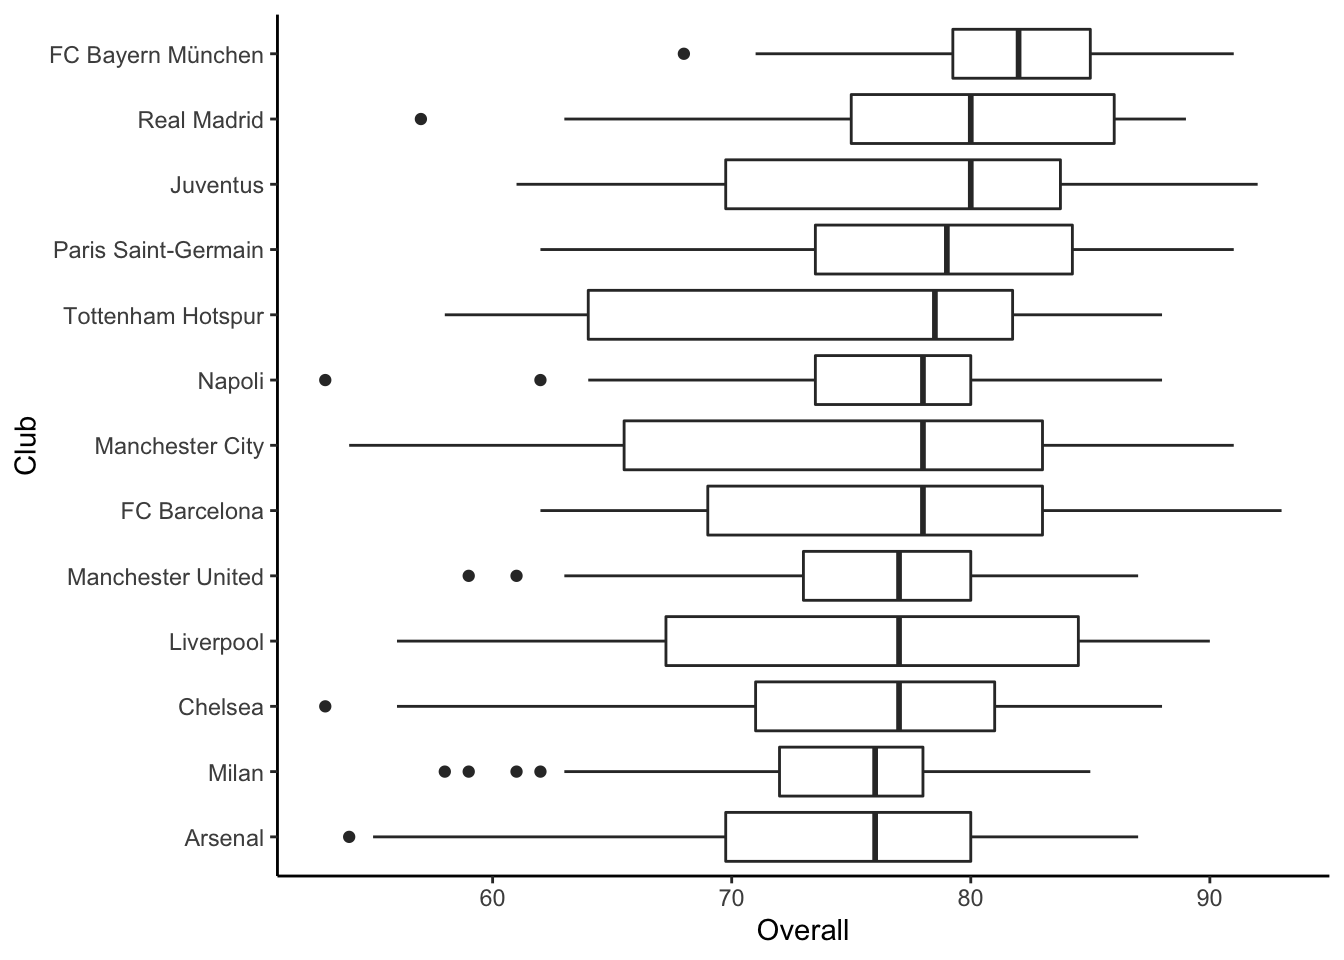 FC Bayern München
Real Madrid
Juventus
Paris Saint-Germain
Tottenham Hotspur
Napoli
Manchester City
FC Barcelona
Manchester United
Liverpool
Chelsea
Milan
Arsenal
Club
60 70 80 90
Overall